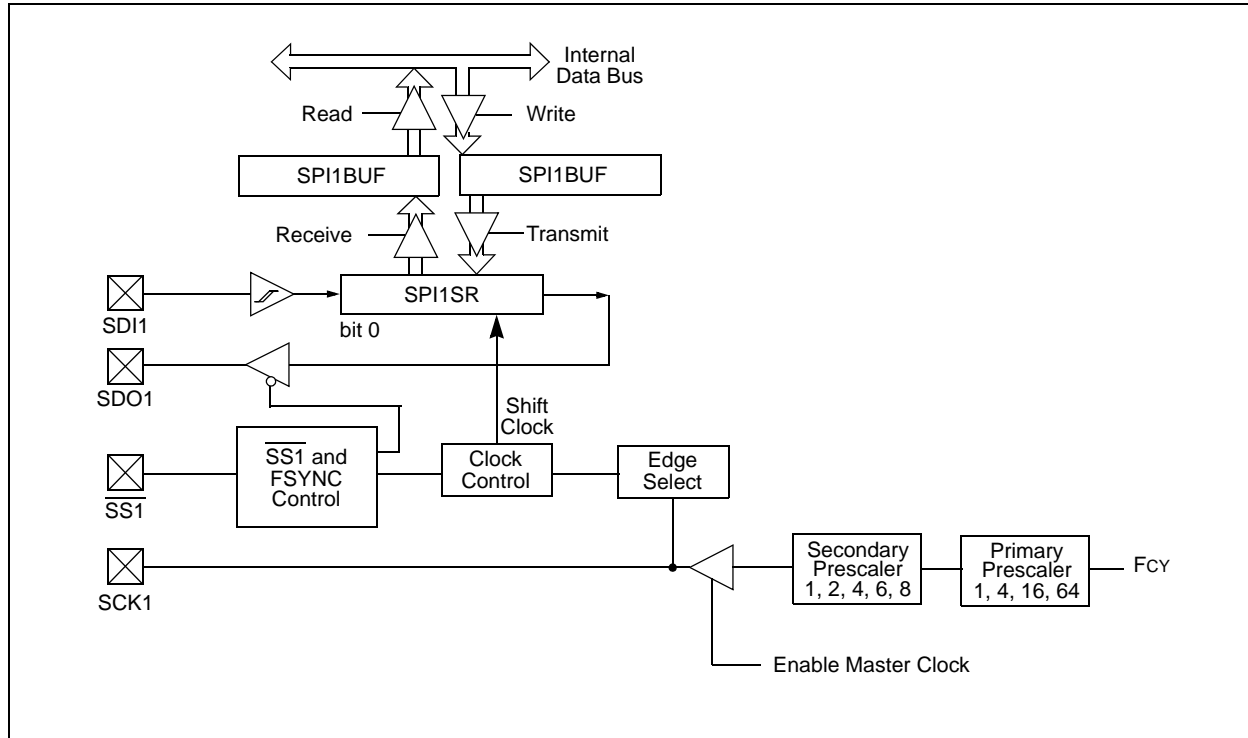 Internal
Data Bus
Read
Write
SPI1BUF
SPI1BUF
Receive
Transmit
SPI1SR
SDI1
bit 0
SDO1
Shift
Clock
SS1 and
FSYNC
Control
Clock
Control
Edge
Select
SS1
SCK1
Secondary
Prescaler
1, 2, 4, 6, 8
Primary
Prescaler
1, 4, 16, 64
FCY
Enable Master Clock